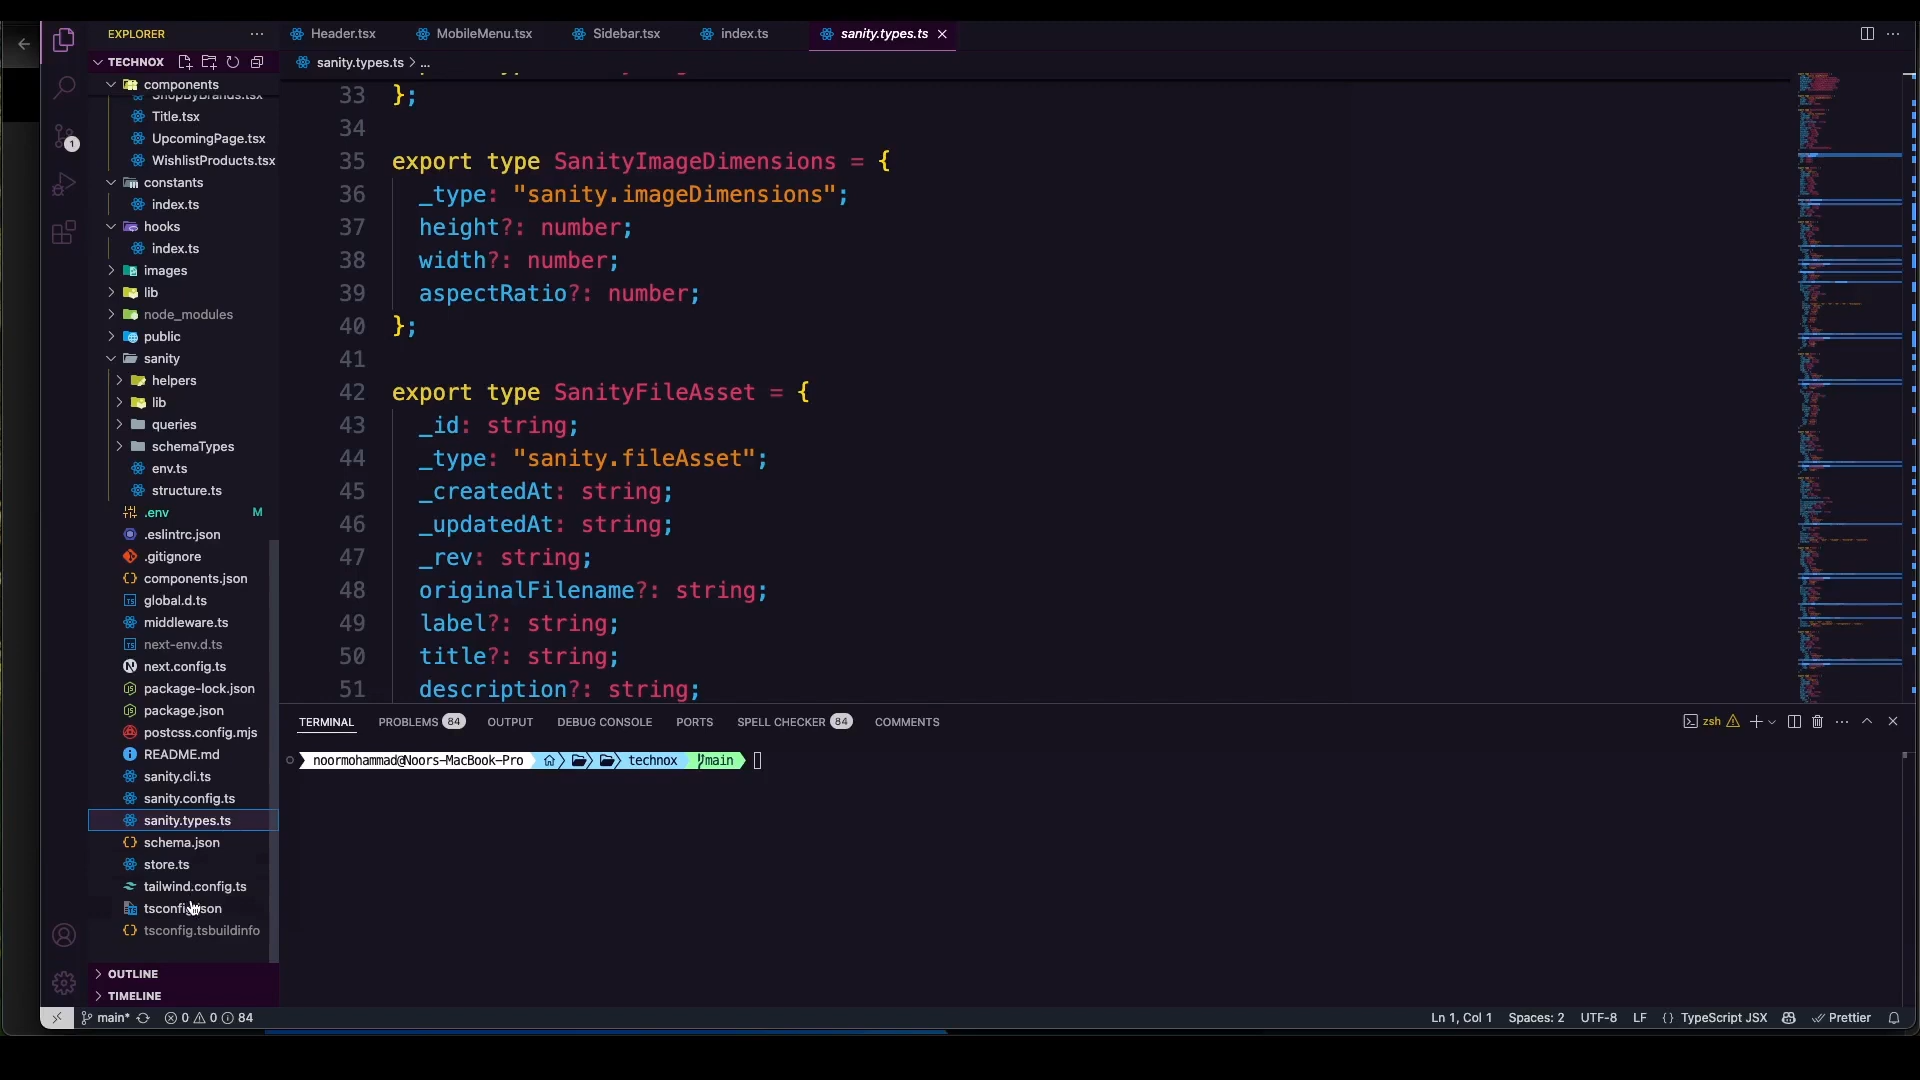 EXPLORER
Header.tsx
MobileMenu.tsx
Sidebar.tsx
index.ts
sanity.types.ts
TECHNOX
sanity.types.ts > ...
components
ShopByBrands.tsx
Title.tsx
UpcomingPage.tsx
WishlistProducts.tsx
constants
index.ts
hooks
index.ts
images
lib
node_modules
public
sanity
helpers
lib
queries
schemaTypes
env.ts
structure.ts
.env M
.eslintrc.json
.gitignore
components.json
global.d.ts
middleware.ts
next-env.d.ts
next.config.ts
package-lock.json
package.json
postcss.config.mjs
README.md
sanity.cli.ts
sanity.config.ts
sanity.types.ts
schema.json
store.ts
tailwind.config.ts
tsconfig.tsbuildinfo
OUTLINE
TIMELINE
1
33 };
34
35 export type SanityImageDimensions = {
36 _type: "sanity.imageDimensions";
37 height?: number;
38 width?: number;
39 aspectRatio?: number;
40 };
41
42 export type SanityFileAsset = {
43 _id: string;
44 _type: "sanity.fileAsset";
45 _createdAt: string;
46 _updatedAt: string;
47 _rev: string;
48 originalFilename?: string;
49 label?: string;
50 title?: string;
51 description?: string;
TERMINAL PROBLEMS 84 OUTPUT DEBUG CONSOLE PORTS SPELL CHECKER 84 COMMENTS
zsh
noormohammad@Noors-MacBook-Pro technox main
main* 0 0 84
Ln 1, Col 1 Spaces: 2 UTF-8 LF {} TypeScript JSX Prettier